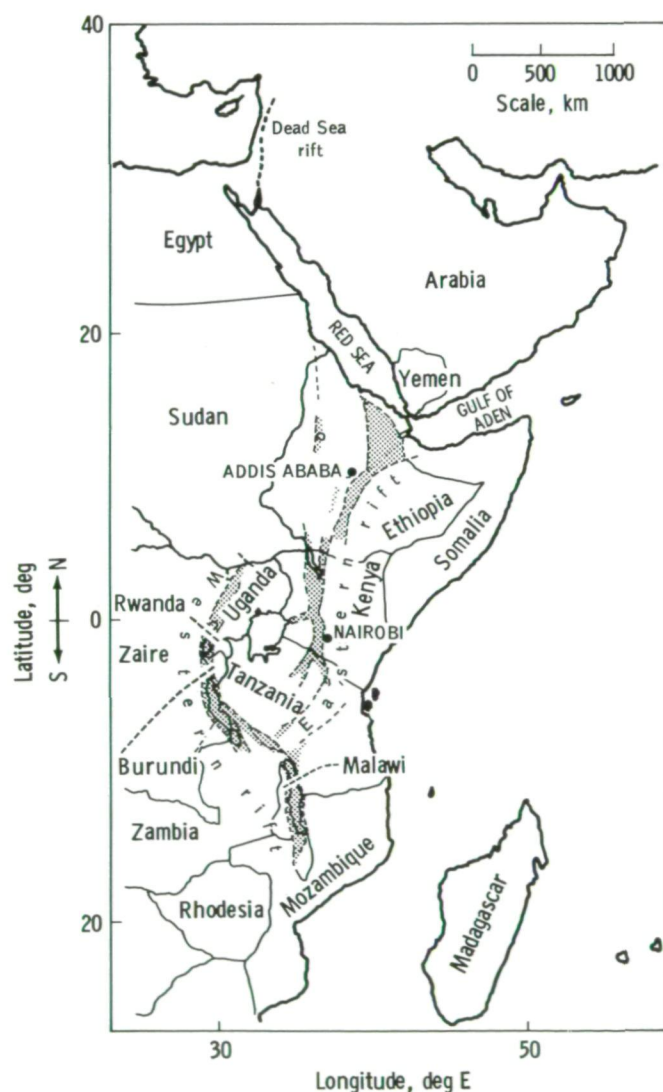 40
0 500 1000
Scale, km
Dead Sea
rift
Egypt
Arabia
RED SEA
20
Yemen
GULF OF
ADEN
Sudan
ADDIS ABABA
Ethiopia
Somalia
Eastern rift
Kenya
Uganda
Western rift
Rwanda
0
NAIROBI
Zaire
Tanzania
Latitude, deg
S N
Burundi
Malawi
Zambia
Mozambique
Rhodesia
Madagascar
20
30 50
Longitude, deg E